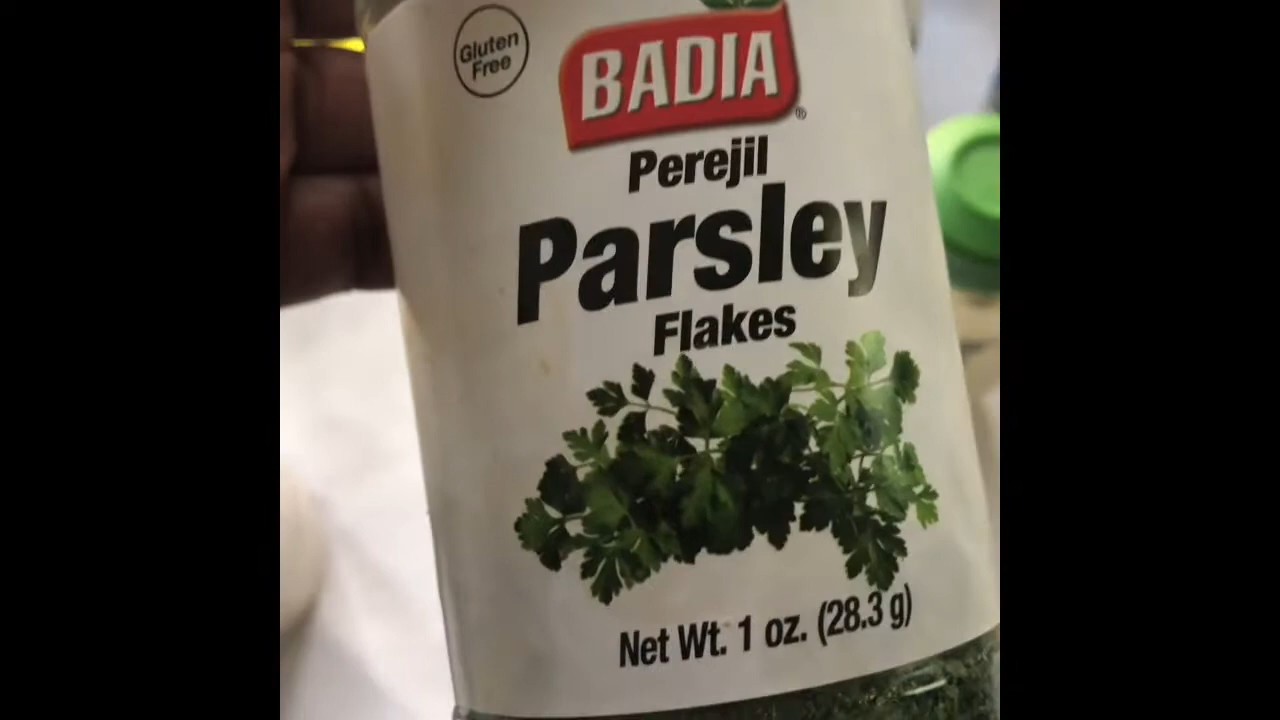 Gluten
Free
BADIA®
Perejil
Parsley
Flakes
Net Wt. 1 oz. (28.3 g)